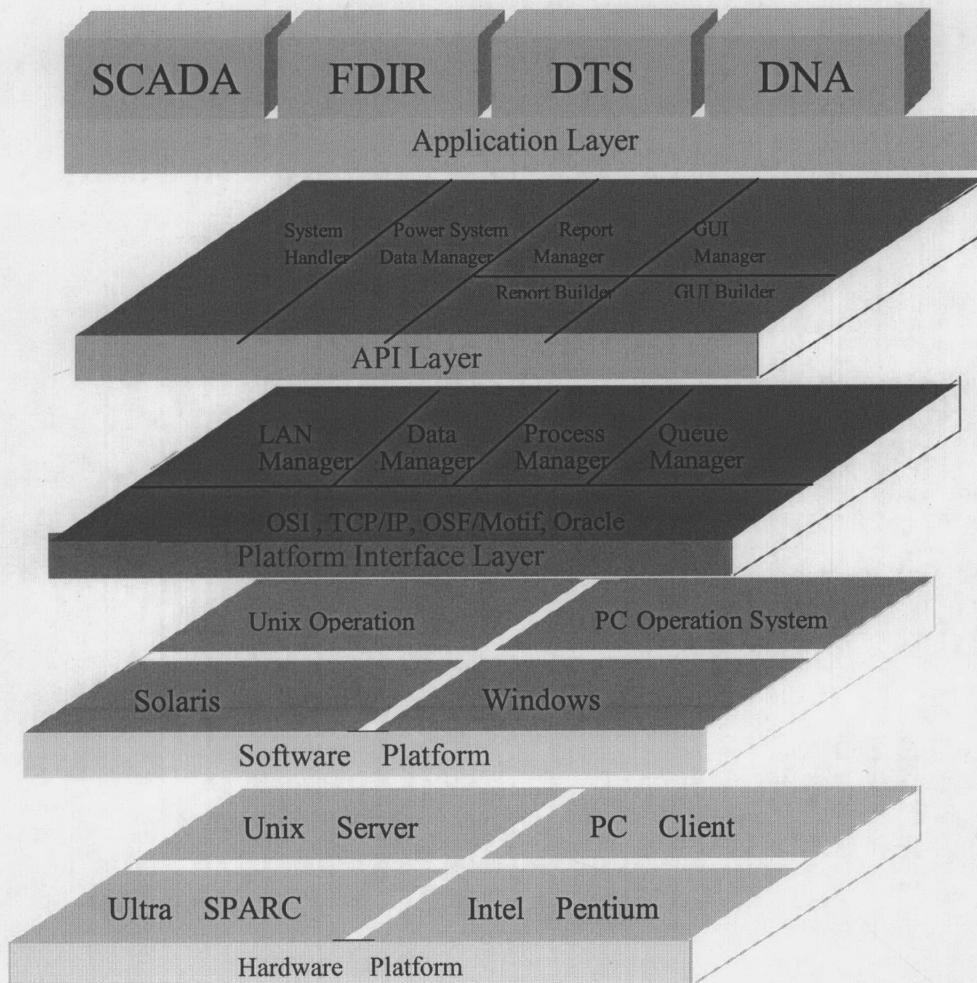 SCADA FDIR DTS DNA
Application Layer
System Power System Report GUI
Handler Data Manager Manager Manager
Renort Builder GUI Builder
API Layer
LAN Data Process Queue
Manager Manager Manager Manager
OSI , TCP/IP, OSF/Motif, Oracle
Platform Interface Layer
Unix Operation PC Operation System
Solaris Windows
Software Platform
Unix Server PC Client
Ultra SPARC Intel Pentium
Hardware Platform